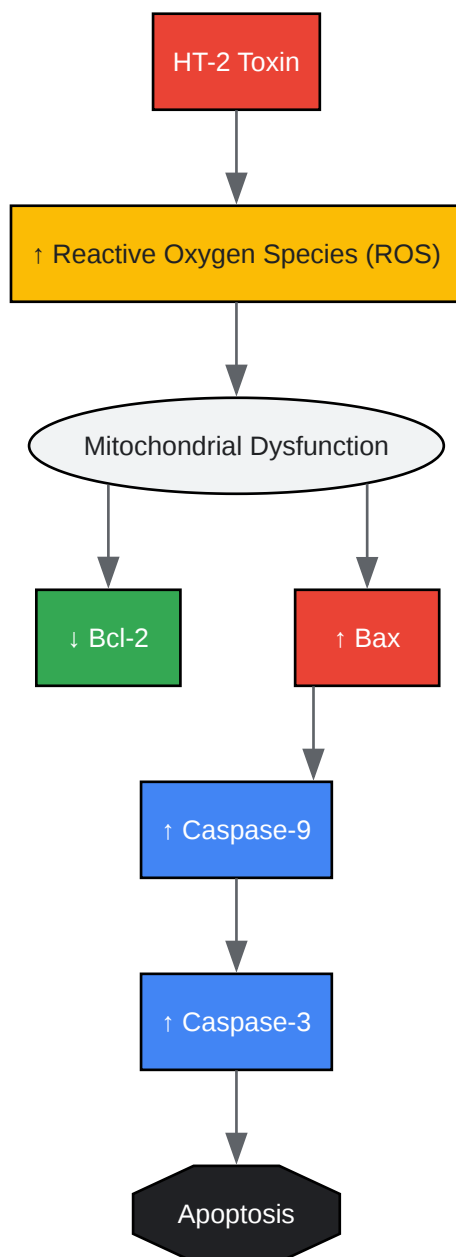 HT-2 Toxin
↑ Reactive Oxygen Species (ROS)
Mitochondrial Dysfunction
↓ Bcl-2
↑ Bax
↑ Caspase-9
↑ Caspase-3
Apoptosis